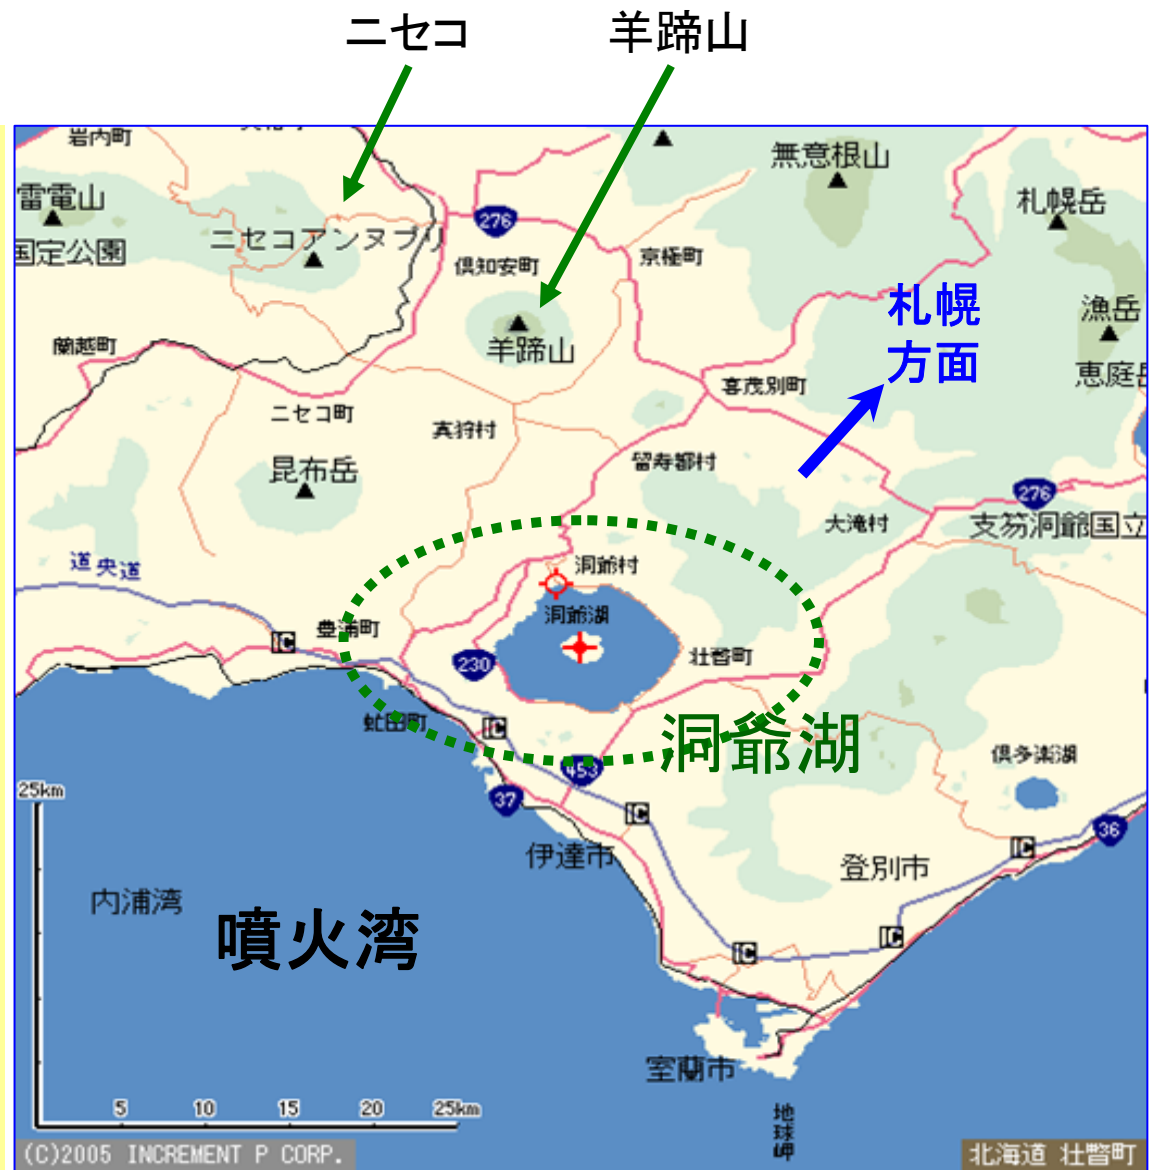 ニセコ
羊蹄山
岩内町
無意根山
雷電山
札幌岳
276
ニセコアンヌプリ
国定公園
倶知安町
京極町
札幌
方面
漁岳
蘭越町
羊蹄山
恵庭岳
喜茂別町
ニセコ町
真狩村
留寿都村
昆布岳
276
大滝村
支笏洞爺国立
道央道
洞爺村
洞爺湖
豊浦町
IC
230
壮瞥町
虻田町
IC
洞爺湖
倶多楽湖
453
25km
37
IC
36
伊達市
IC
登別市
内浦湾
噴火湾
IC
IC
室蘭市
5 10 15 20 25km
地球岬
(C)2005 INCREMENT P CORP.
北海道 壮瞥町